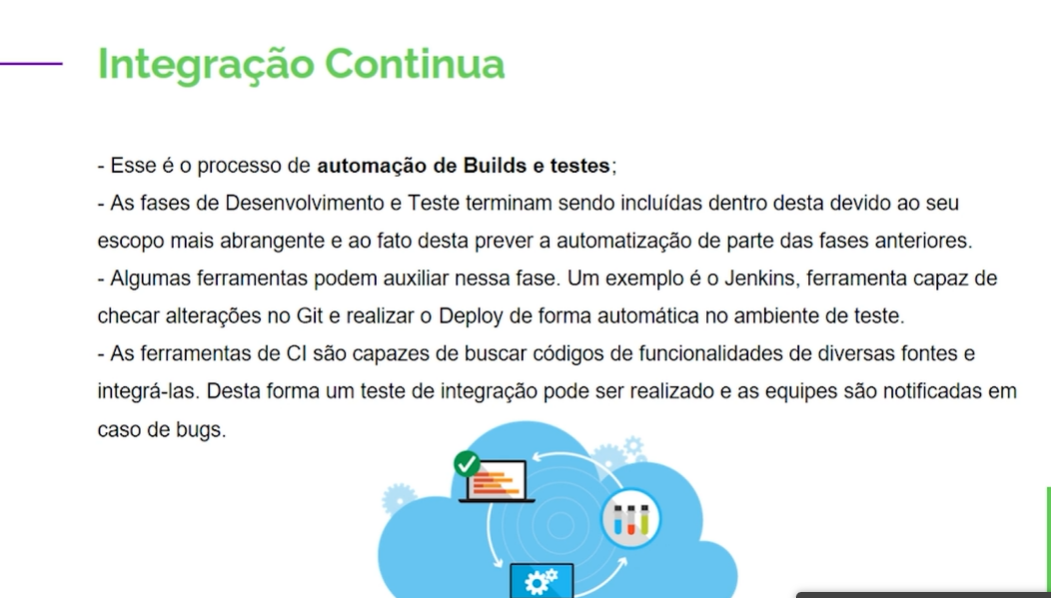 Integração Continua
- Esse é o processo de automação de Builds e testes;
- As fases de Desenvolvimento e Teste terminam sendo incluídas dentro desta devido ao seu
escopo mais abrangente e ao fato desta prever a automatização de parte das fases anteriores.
- Algumas ferramentas podem auxiliar nessa fase. Um exemplo é o Jenkins, ferramenta capaz de
checar alterações no Git e realizar o Deploy de forma automática no ambiente de teste.
- As ferramentas de CI são capazes de buscar códigos de funcionalidades de diversas fontes e
integrá-las. Desta forma um teste de integração pode ser realizado e as equipes são notificadas em
caso de bugs.